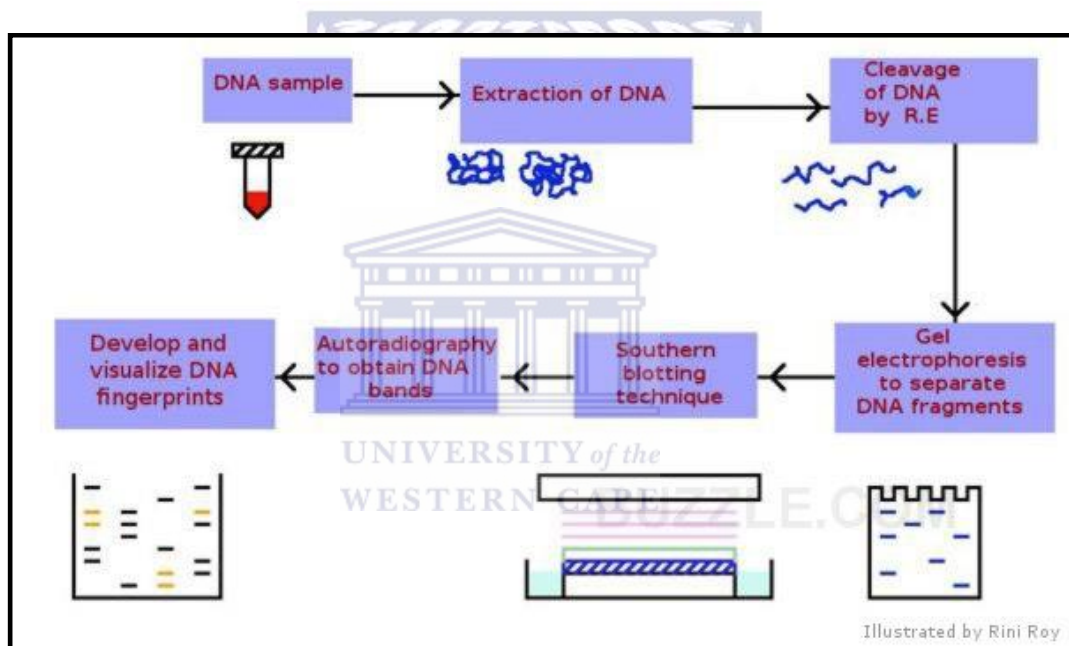 DNA sample
Extraction of DNA
Cleavage
of DNA
by R.E
Gel
electrophoresis
to separate
DNA fragments
Southern
blotting
technique
Autoradiography
to obtain DNA
bands
Develop and
visualize DNA
fingerprints
UNIVERSITY of the
WESTERN CAPE
BUZZLE.COM
Illustrated by Rini Roy